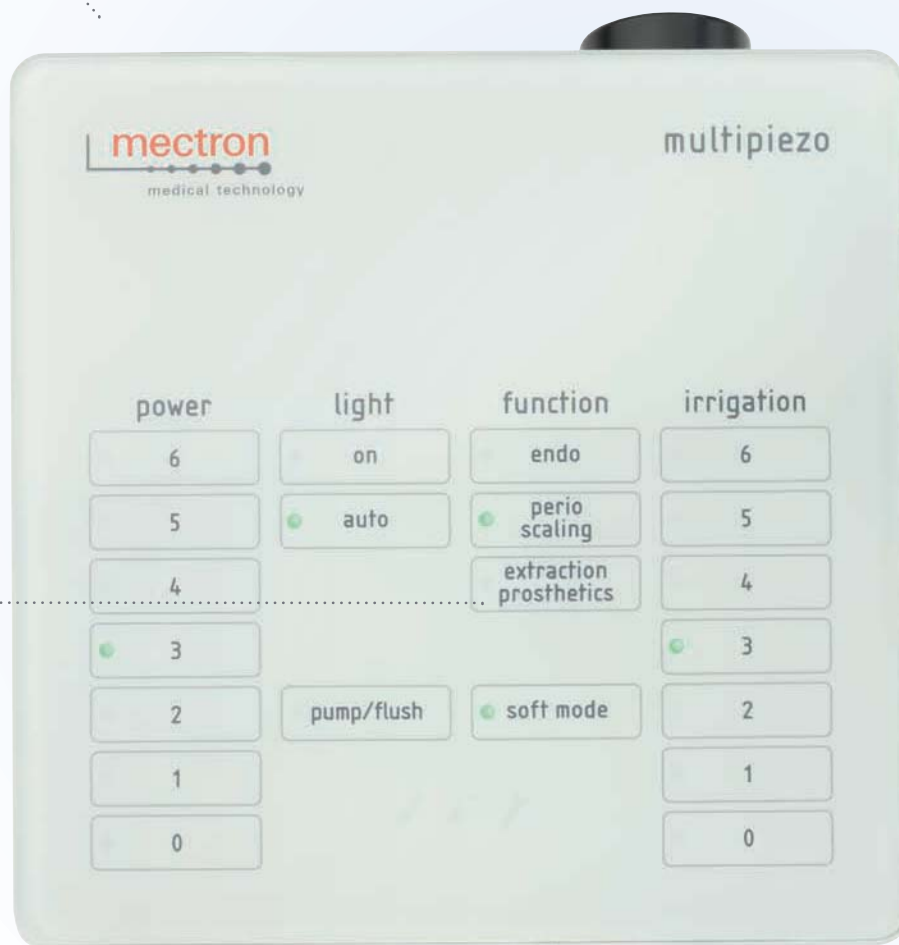 mectron
medical technology
multipiezo
power
6
5
4
3
2
1
0
light
on
auto
pump/flush
function
endo
perio
scaling
extraction
prosthetics
soft mode
irrigation
6
5
4
3
2
1
0